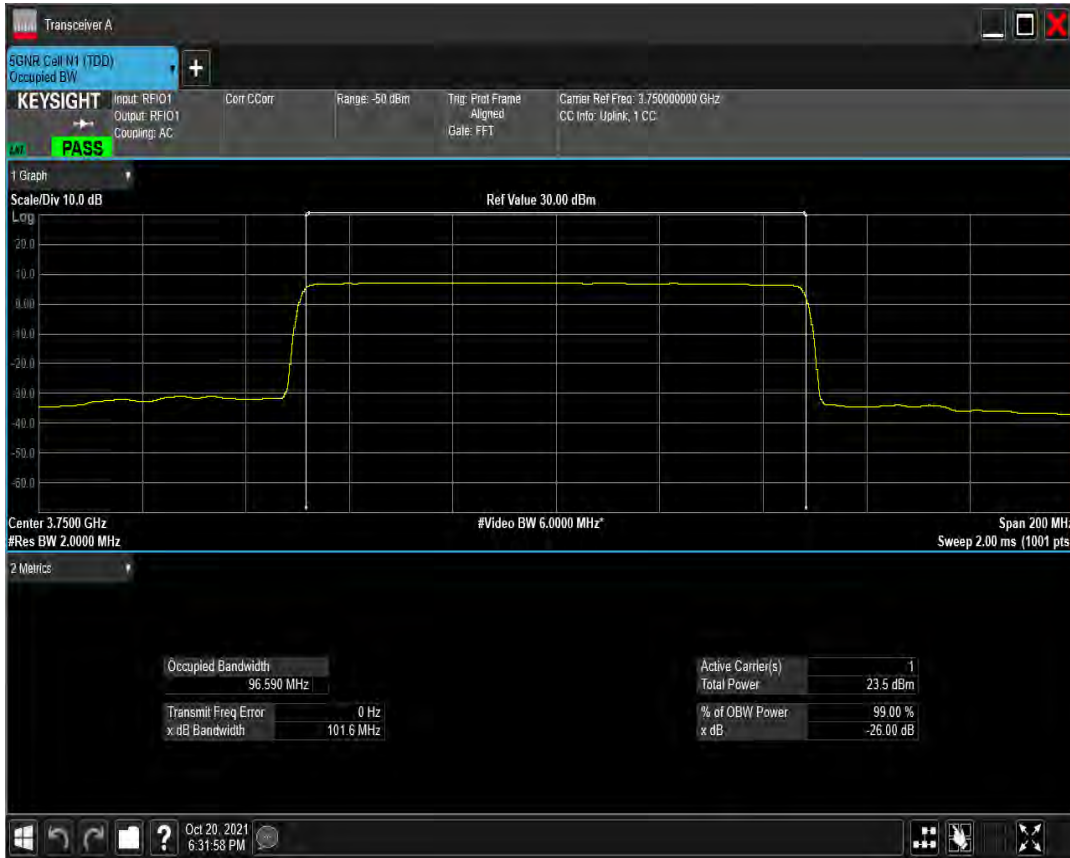 Transceiver A
5GNR Cell N1 (TDD)
Occupied BW
KEYSIGHT
PASS
Input: RFIO1
Output: RFIO1
Coupling: AC
Corr CCorr
Range: -50 dBm
Trig: Prot Frame
Aligned
Gate: FFT
Carrier Ref Freq: 3.750000000 GHz
CC Info: Uplink, 1 CC
1 Graph
Scale/Div 10.0 dB
Ref Value 30.00 dBm
Log
20.0
10.0
0.00
-10.0
-20.0
-30.0
-40.0
-50.0
-60.0
Center 3.7500 GHz
#Video BW 6.0000 MHz*
Span 200 MHz
#Res BW 2.0000 MHz
Sweep 2.00 ms (1001 pts
2 Metrics
Occupied Bandwidth
96.590 MHz
Transmit Freq Error 0 Hz
x dB Bandwidth 101.6 MHz
Active Carrier(s) 1
Total Power 23.5 dBm
% of OBW Power 99.00 %
x dB -26.00 dB
?
Oct 20, 2021
6:31:58 PM